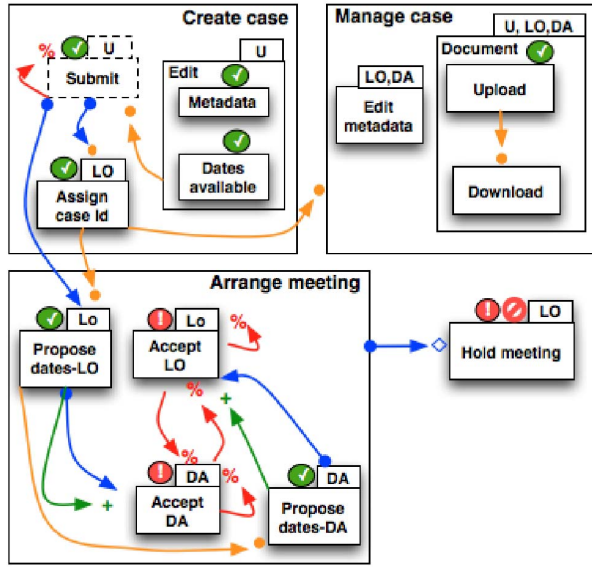 Create case
U
%
Submit
U
Edit
Metadata
Dates
available
LO
Assign
case Id
Manage case
U, LO,DA
Document
LO,DA
Upload
Edit
metadata
Download
Arrange meeting
Lo
Propose
dates-LO
! Lo
%
Accept
LO
! LO
Hold meeting
%
+
%
! DA
%
DA
+
Accept
DA
Propose
dates-DA